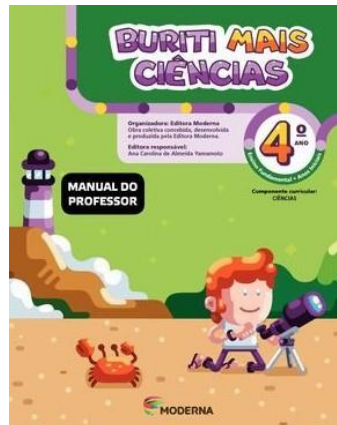 BURITI MAIS
CIÊNCIAS
Organizadora: Editora Moderna
Obra coletiva concebida, desenvolvida
e produzida pela Editora Moderna.
Editora responsável:
Ana Carolina de Almeida Yamamoto
4º
ANO
Ensino Fundamental • Anos Iniciais
Componente curricular:
CIÊNCIAS
MANUAL DO
PROFESSOR
MODERNA